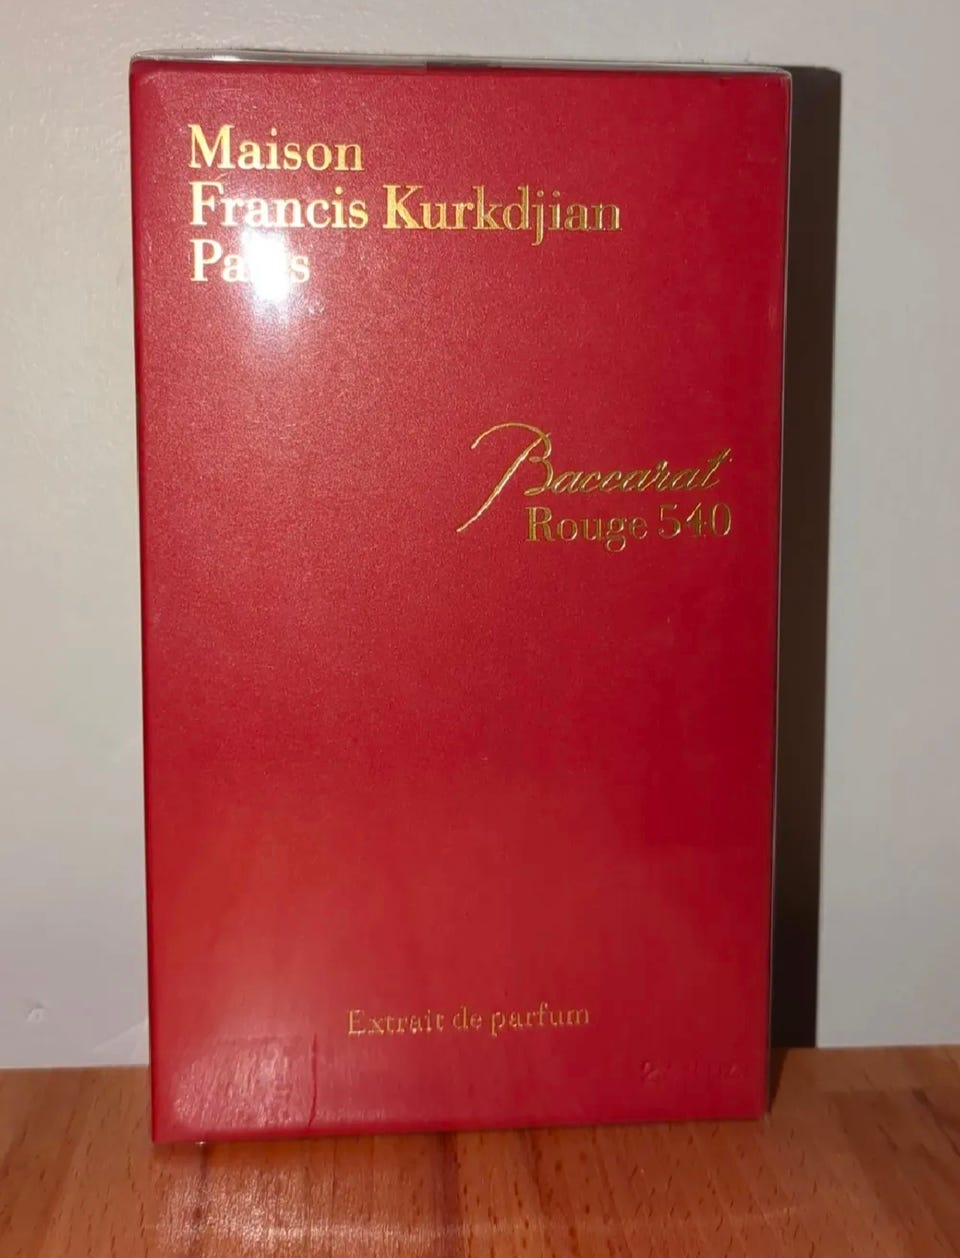 Maison
Francis Kurkdjian
Paris
Baccarat
Rouge 540
Extrait de parfum